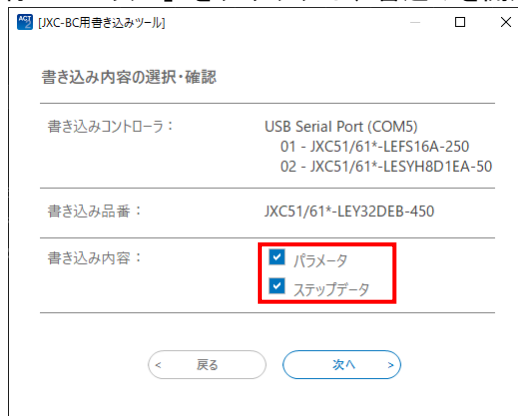 [JXC-BC用書き込みツール]
書き込み内容の選択・確認
書き込みコントローラ： USB Serial Port (COM5)
01 - JXC51/61*-LEFS16A-250
02 - JXC51/61*-LESYH8D1EA-50
書き込み品番： JXC51/61*-LEY32DEB-450
書き込み内容： パラメータ
ステップデータ
< 戻る 次へ >